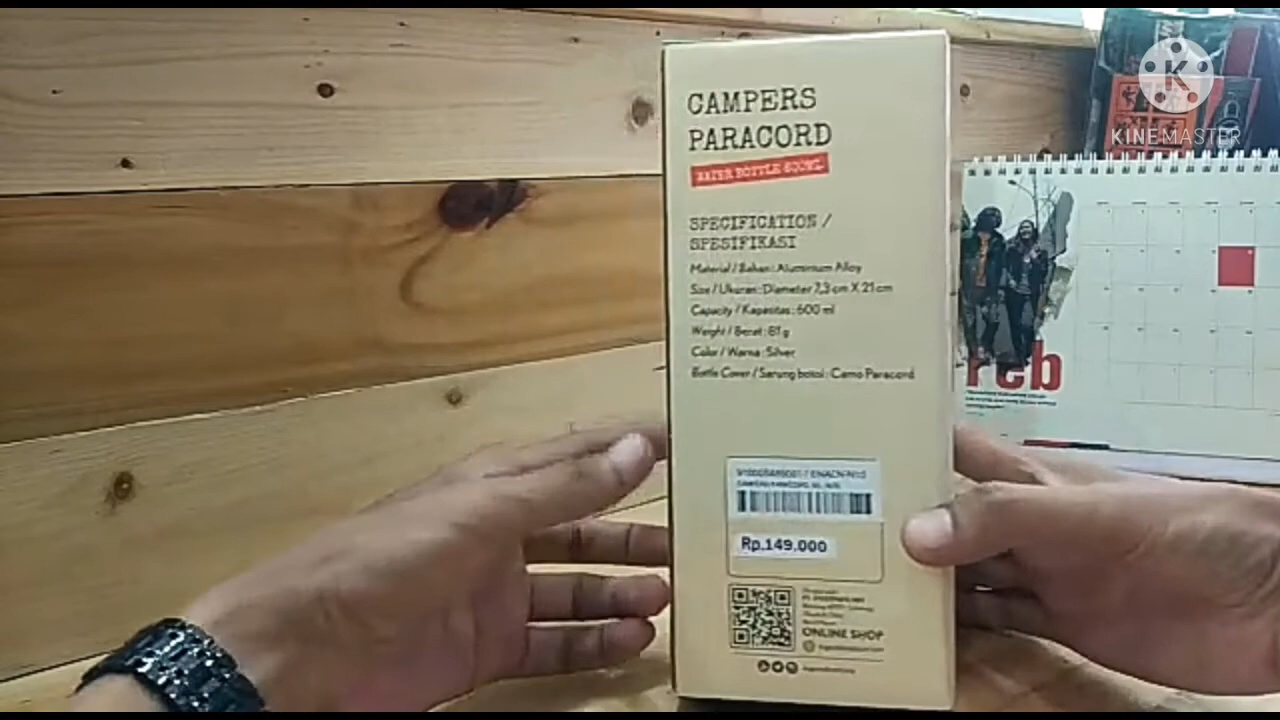 CAMPERS
PARACORD
WATER BOTTLE 600ML
SPECIFICATION /
SPESIFIKASI
Material / Bahan : Aluminium Alloy
Size / Ukuran : Diameter 7,3 cm X 21 cm
Capacity / Kapasitas : 600 ml
Weight / Berat : 81 g
Color / Warna : Silver
Bottle Cover / Sarung botol : Camo Paracord
Rp.149.000
ONLINE SHOP
KINEMASTER
feb